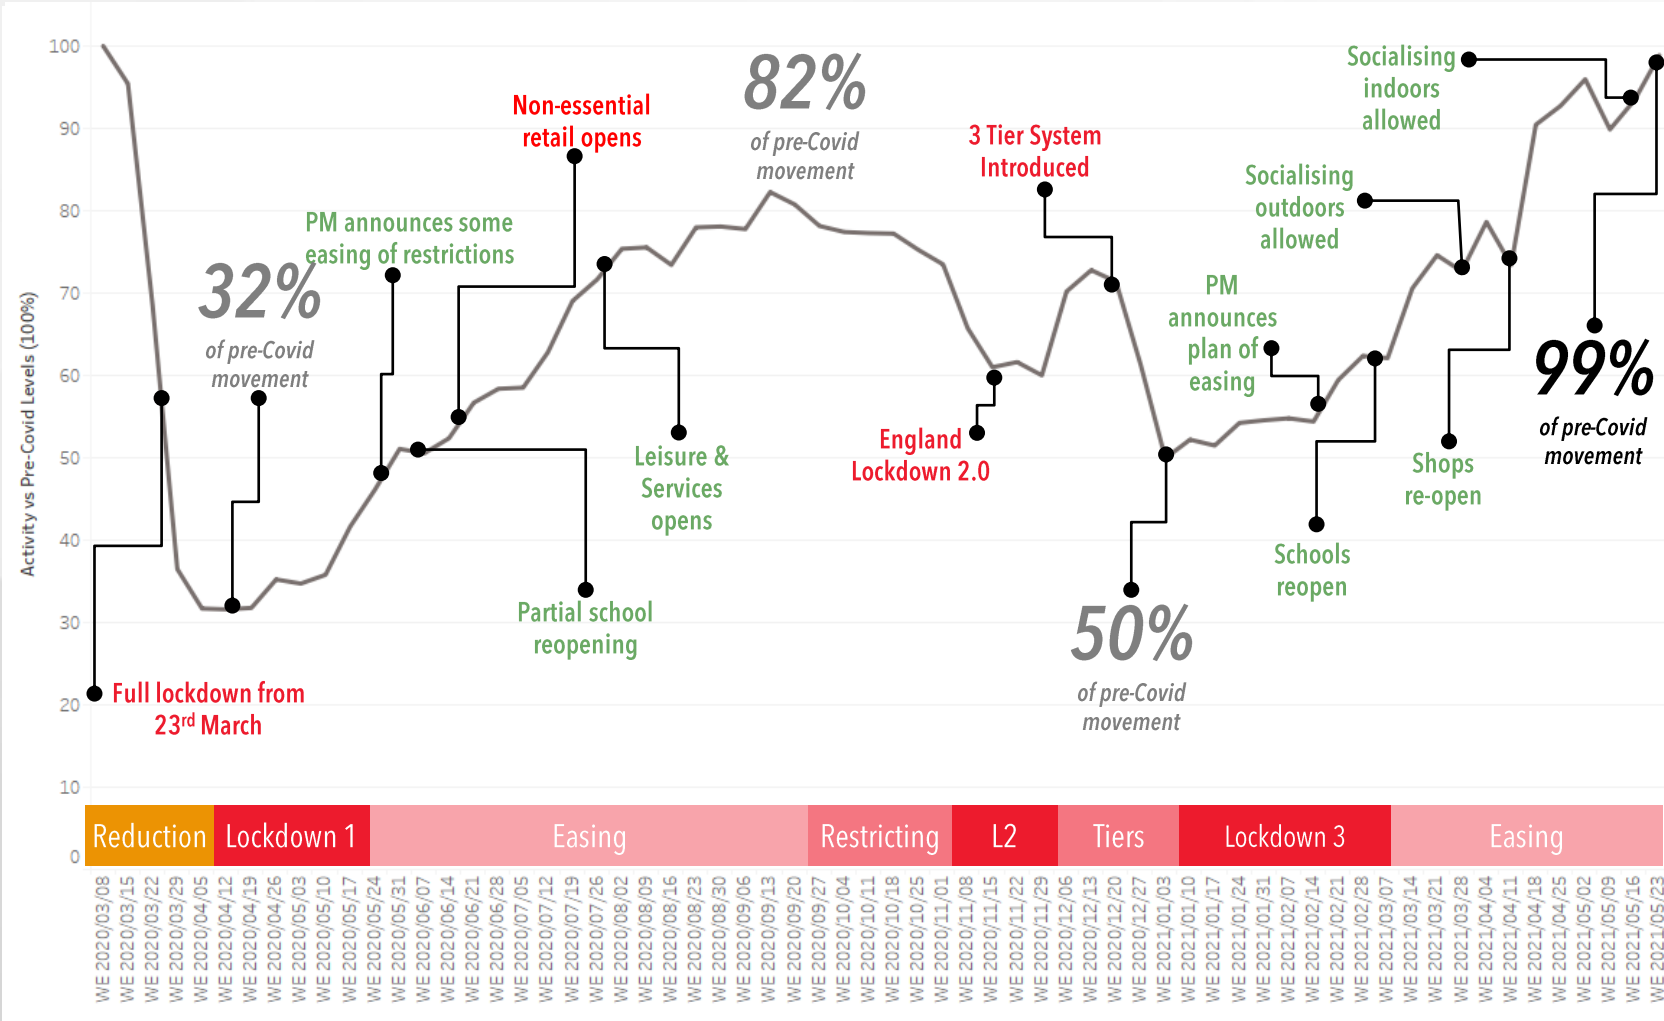 100
90
80
70
60
50
40
30
20
10
0
Activity vs Pre-Covid Levels (100%)
Full lockdown from
23rd March
32%
of pre-Covid
movement
PM announces some
easing of restrictions
Non-essential
retail opens
Partial school
reopening
Leisure &
Services
opens
82%
of pre-Covid
movement
England
Lockdown 2.0
3 Tier System
Introduced
50%
of pre-Covid
movement
PM
announces
plan of
easing
Schools
reopen
Socialising
outdoors
allowed
Shops
re-open
Socialising
indoors
allowed
99%
of pre-Covid
movement
Reduction
Lockdown 1
Easing
Restricting
L2
Tiers
Lockdown 3
Easing
WE 2020/03/08
WE 2020/03/15
WE 2020/03/22
WE 2020/03/29
WE 2020/04/05
WE 2020/04/12
WE 2020/04/19
WE 2020/04/26
WE 2020/05/03
WE 2020/05/10
WE 2020/05/17
WE 2020/05/24
WE 2020/05/31
WE 2020/06/07
WE 2020/06/14
WE 2020/06/21
WE 2020/06/28
WE 2020/07/05
WE 2020/07/12
WE 2020/07/19
WE 2020/07/26
WE 2020/08/02
WE 2020/08/09
WE 2020/08/16
WE 2020/08/23
WE 2020/08/30
WE 2020/09/06
WE 2020/09/13
WE 2020/09/20
WE 2020/09/27
WE 2020/10/04
WE 2020/10/11
WE 2020/10/18
WE 2020/10/25
WE 2020/11/01
WE 2020/11/08
WE 2020/11/15
WE 2020/11/22
WE 2020/11/29
WE 2020/12/06
WE 2020/12/13
WE 2020/12/20
WE 2020/12/27
WE 2021/01/03
WE 2021/01/10
WE 2021/01/17
WE 2021/01/24
WE 2021/01/31
WE 2021/02/07
WE 2021/02/14
WE 2021/02/21
WE 2021/02/28
WE 2021/03/07
WE 2021/03/14
WE 2021/03/21
WE 2021/03/28
WE 2021/04/04
WE 2021/04/11
WE 2021/04/18
WE 2021/04/25
WE 2021/05/02
WE 2021/05/09
WE 2021/05/16
WE 2021/05/23